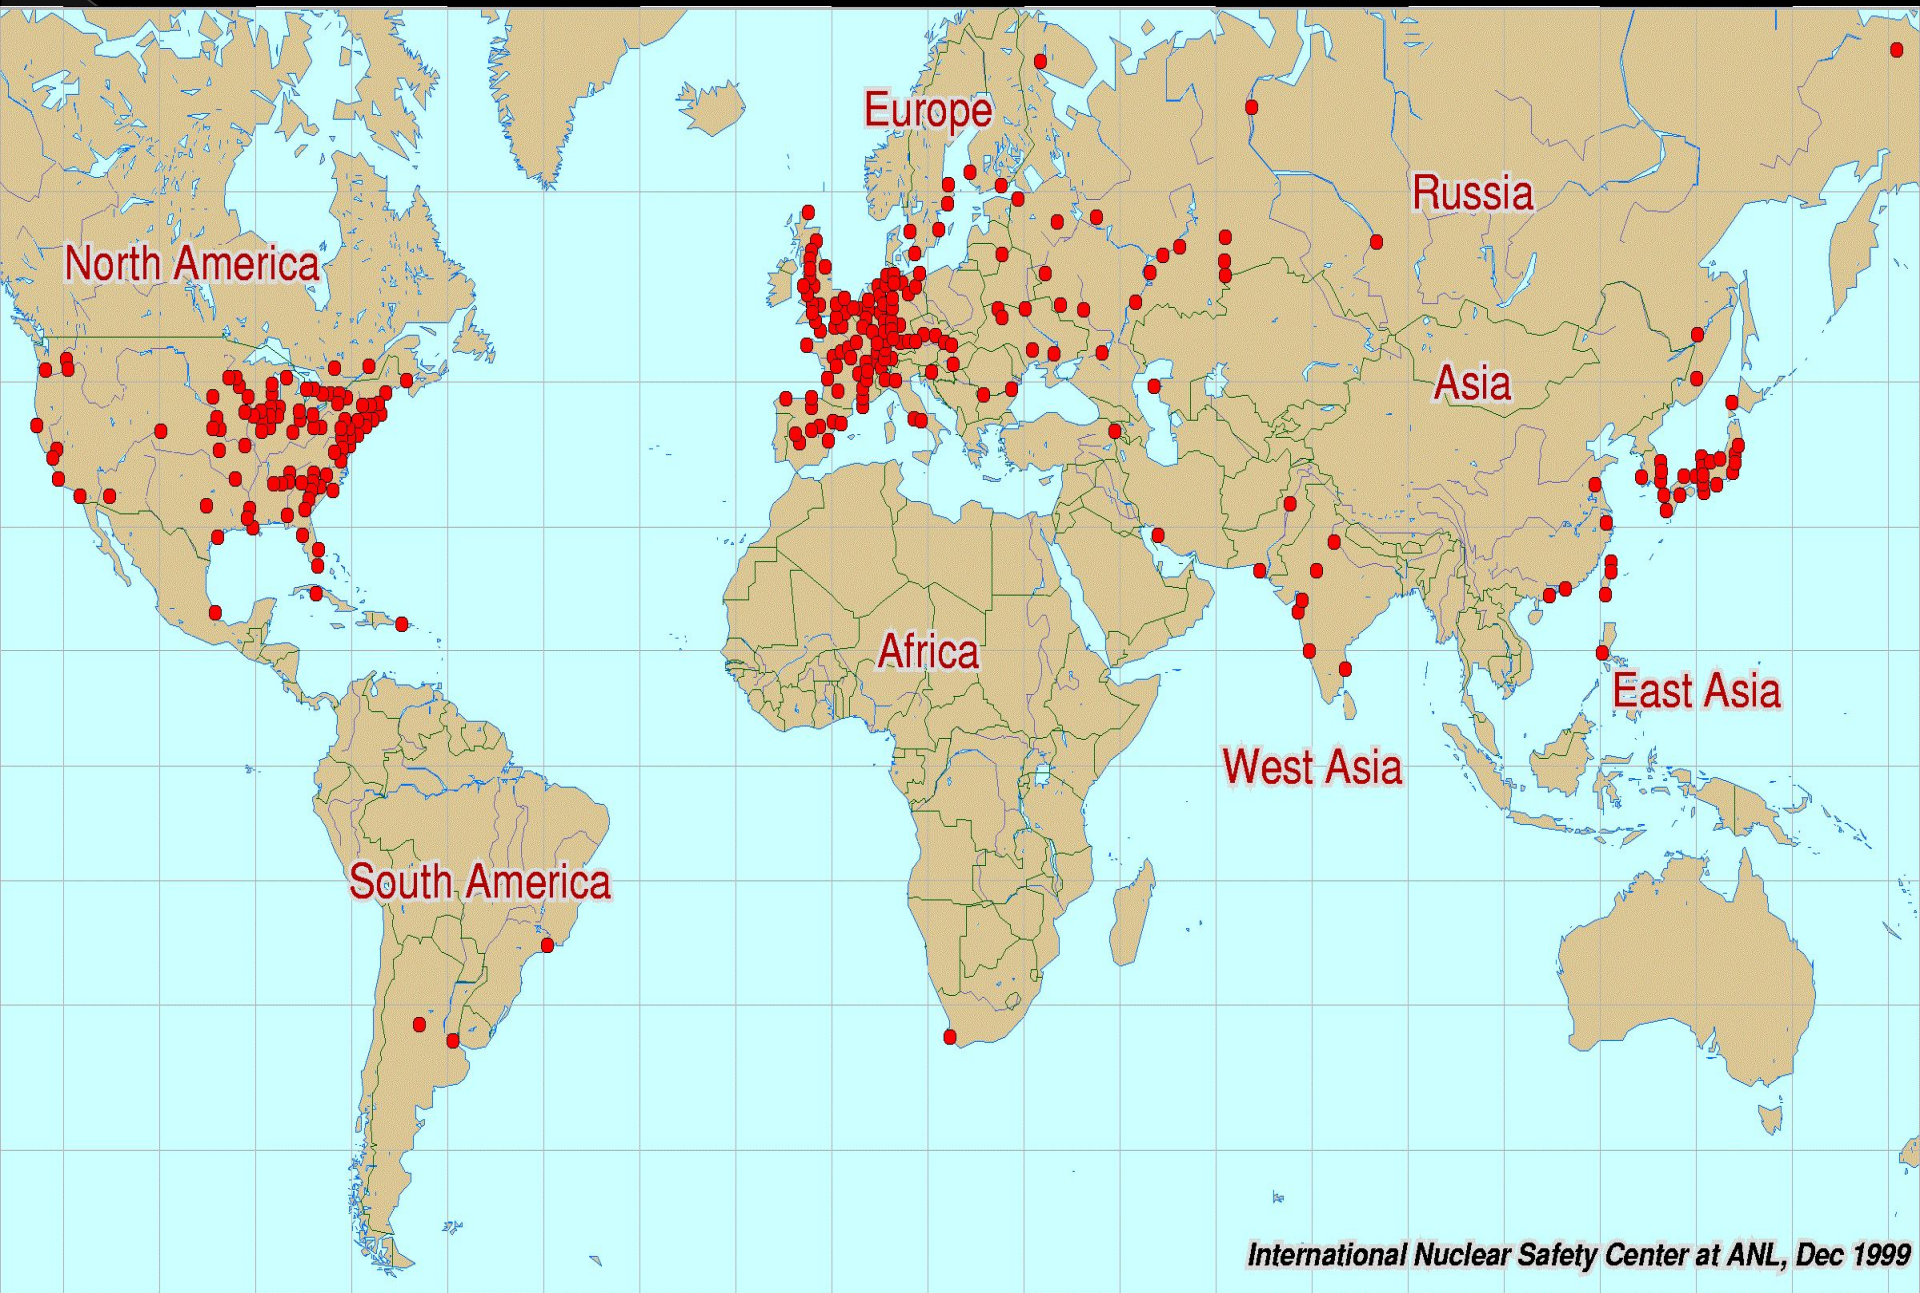 Europe
Russia
North America
Asia
Africa
East Asia
West Asia
South America
International Nuclear Safety Center at ANL, Dec 1999